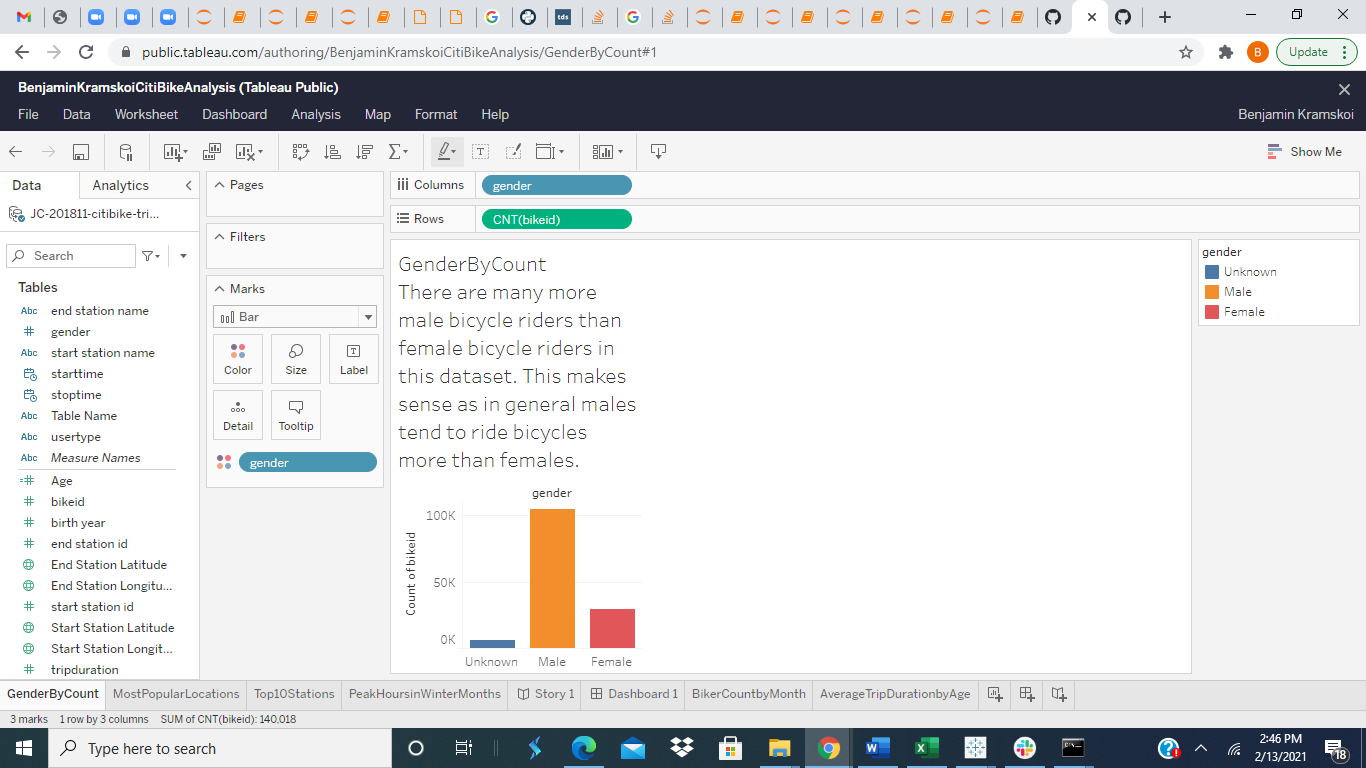 tds
public.tableau.com/authoring/BenjaminKramskoiCitiBikeAnalysis/GenderByCount#1
B
Update
BenjaminKramskoiCitiBikeAnalysis (Tableau Public)
File Data Worksheet Dashboard Analysis Map Format Help
Benjamin Kramskoi
Show Me
Data Analytics
JC-201811-citibike-tri...
Search
Tables
Abc end station name
gender
Abc start station name
starttime
stoptime
Abc Table Name
Abc usertype
Abc Measure Names
Age
bikeid
birth year
end station id
End Station Latitude
End Station Longitu...
start station id
Start Station Latitude
Start Station Longit...
tripduration
Pages
Filters
Marks
Bar
Color Size Label
Detail Tooltip
gender
Columns gender
Rows CNT(bikeid)
GenderByCount
There are many more
male bicycle riders than
female bicycle riders in
this dataset. This makes
sense as in general males
tend to ride bicycles
more than females.
gender
Count of bikeid
100K
50K
0K
Unknown Male Female
gender
Unknown
Male
Female
GenderByCount MostPopularLocations Top10Stations PeakHoursinWinterMonths Story 1 Dashboard 1 BikerCountbyMonth AverageTripDurationbyAge
3 marks 1 row by 3 columns SUM of CNT(bikeid): 140,018
Type here to search
2:46 PM
2/13/2021
18